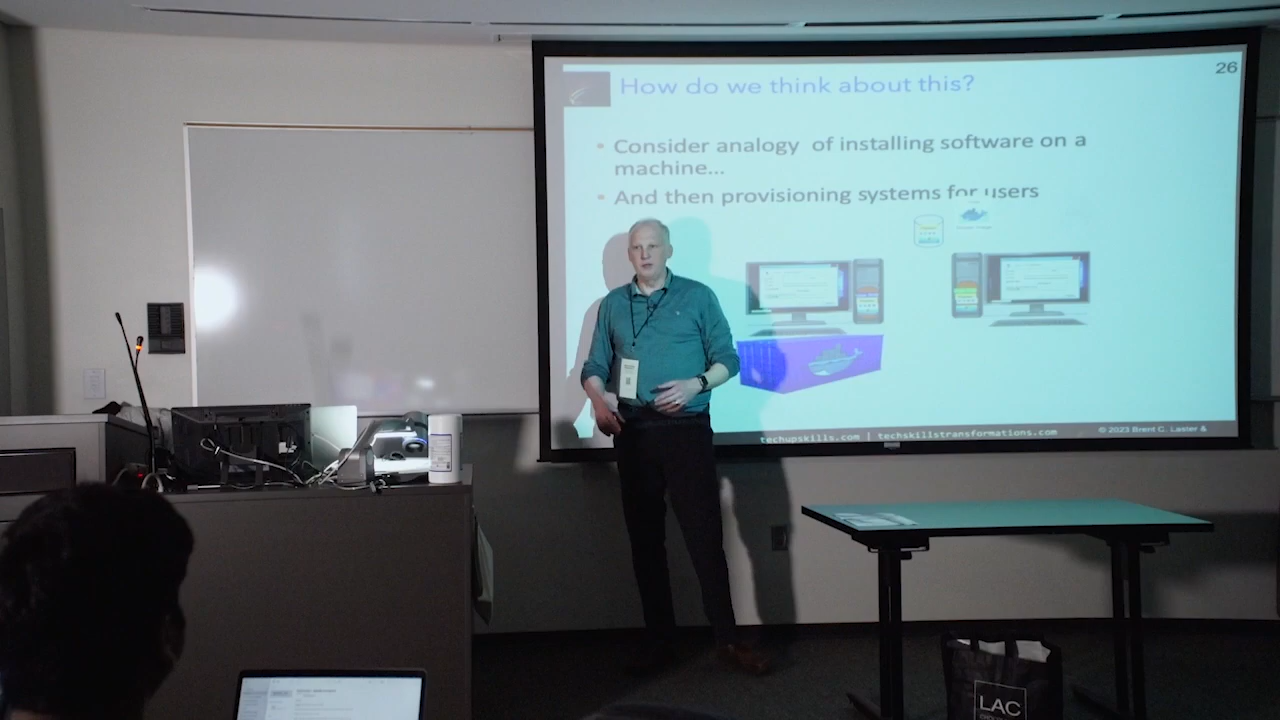 26
How do we think about this?
Consider analogy of installing software on a
machine...
And then provisioning systems for users
techupskills.com | techskillstransformations.com
© 2023 Brent C. Laster &
LAC